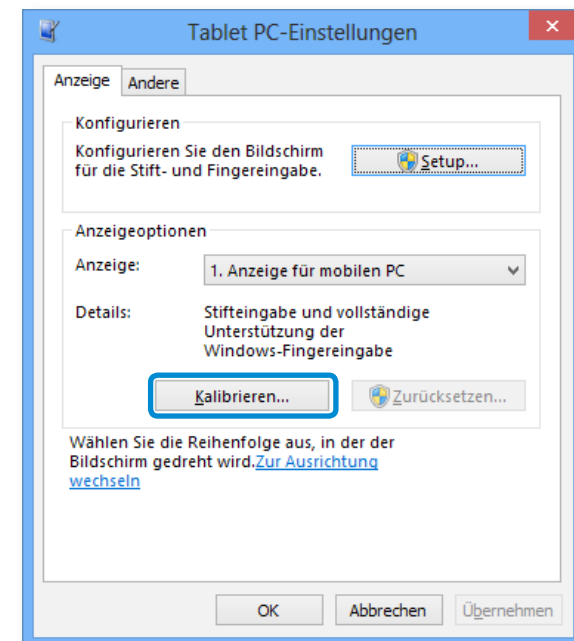 Tablet PC-Einstellungen
Anzeige Andere
Konfigurieren
Konfigurieren Sie den Bildschirm
für die Stift- und Fingereingabe.
Setup...
Anzeigeoptionen
Anzeige: 1. Anzeige für mobilen PC
Details: Stifteingabe und vollständige
Unterstützung der
Windows-Fingereingabe
Kalibrieren... Zurücksetzen...
Wählen Sie die Reihenfolge aus, in der der
Bildschirm gedreht wird.Zur Ausrichtung
wechseln
OK Abbrechen Übernehmen